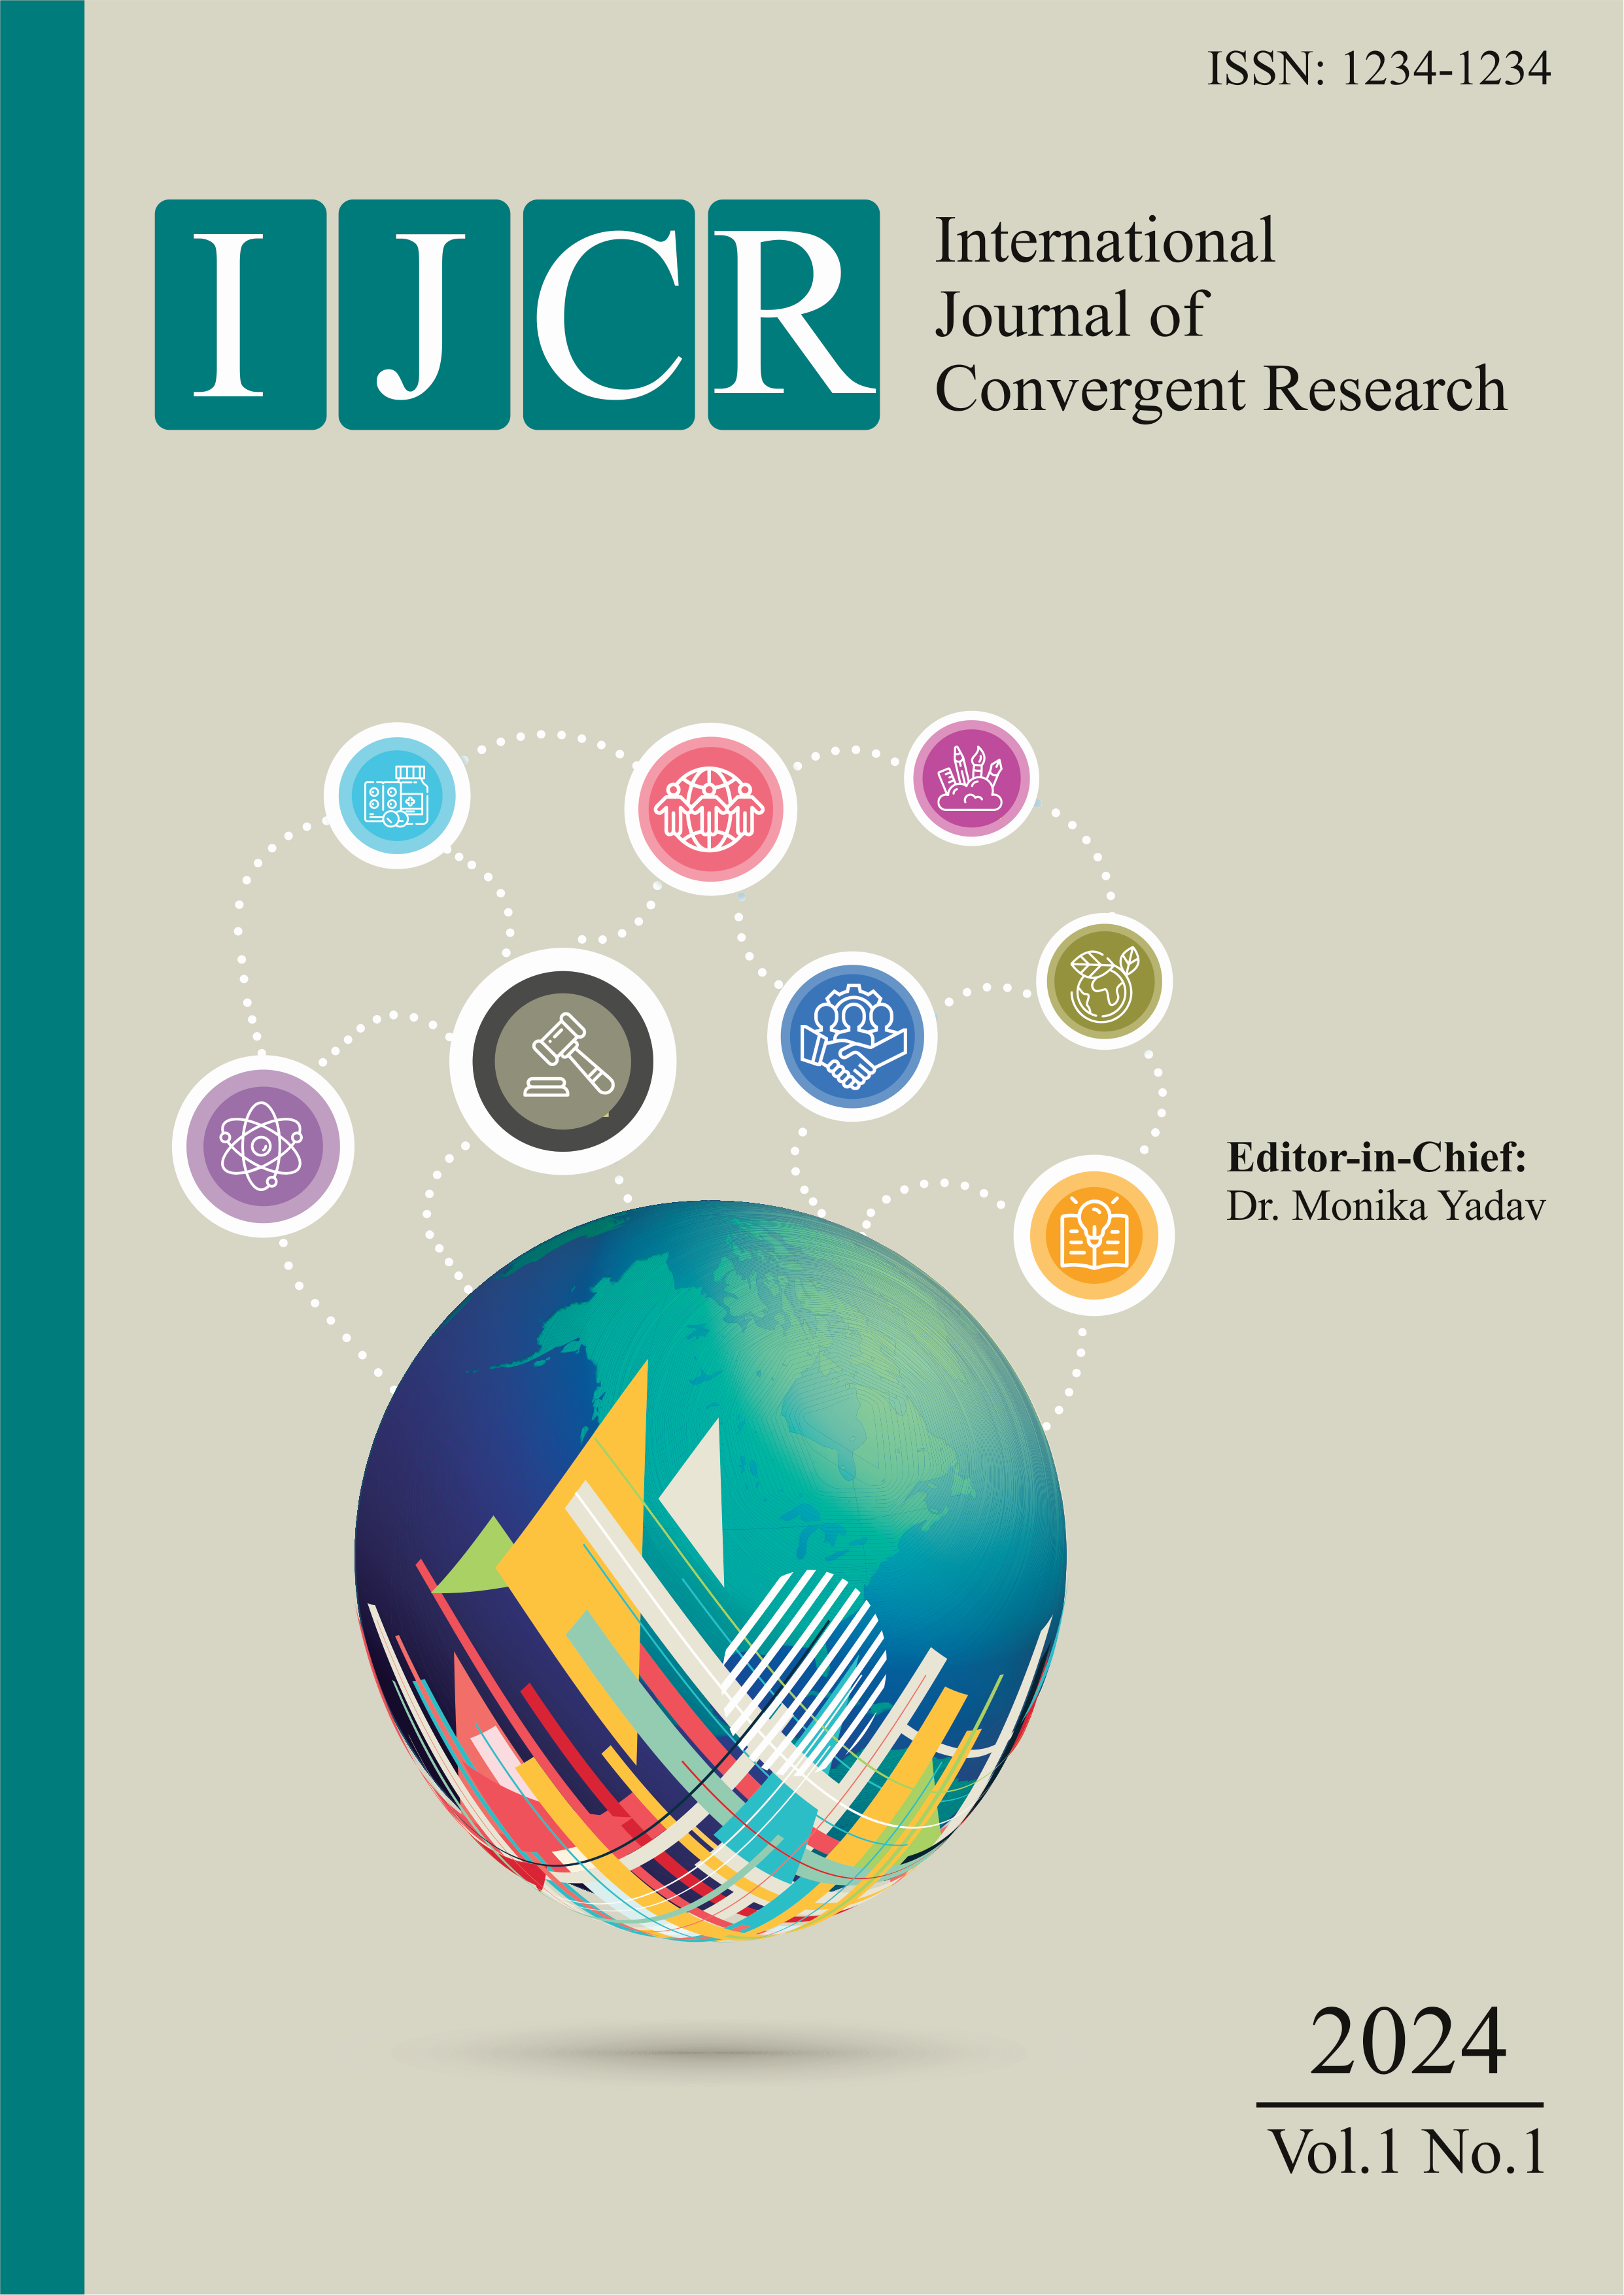 ISSN: 1234-1234
IJCR
International
Journal of
Convergent Research
Editor-in-Chief:
Dr. Monika Yadav
2024
Vol.1 No.1